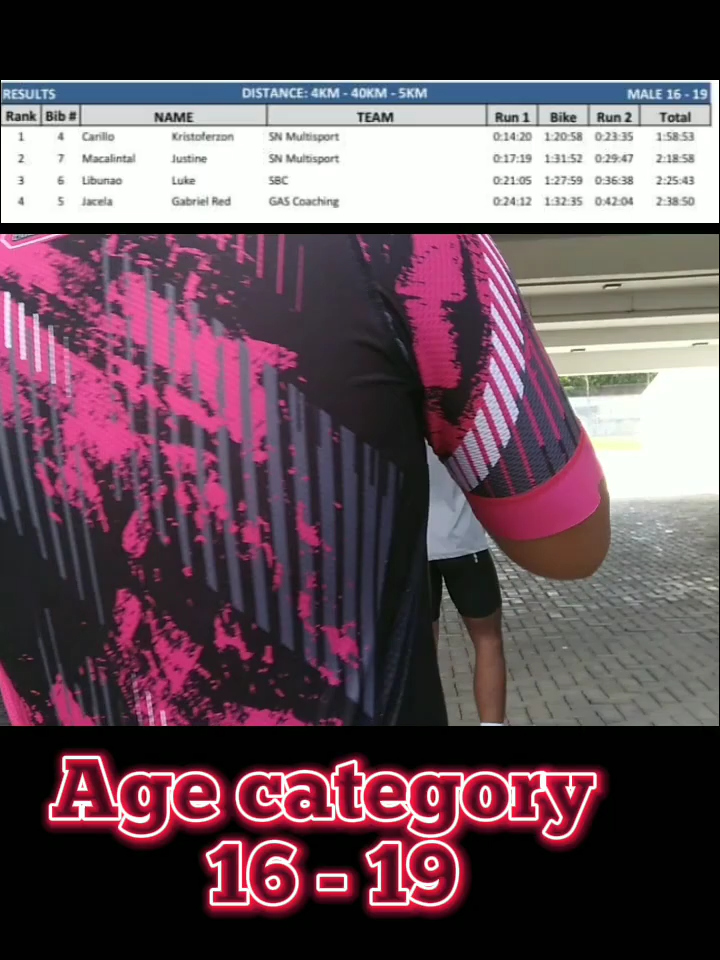 RESULTS DISTANCE: 4KM - 40KM - 5KM MALE 16 - 19
Rank Bib # NAME TEAM Run 1 Bike Run 2 Total
1 4 Carillo Kristoferzon SN Multisport 0:14:20 1:20:58 0:23:35 1:58:53
2 7 Macalintal Justine SN Multisport 0:17:19 1:31:52 0:29:47 2:18:58
3 6 Libunao Luke SBC 0:21:05 1:27:59 0:36:38 2:25:43
4 5 Jacela Gabriel Red GAS Coaching 0:24:12 1:32:35 0:42:04 2:38:50
Age category
16 - 19